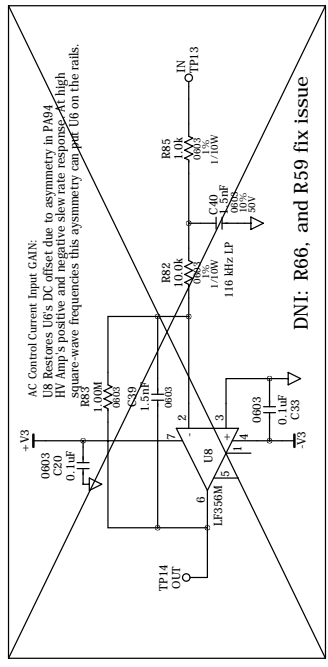 AC Control Current Input GAIN:
U8 Restores U6's DC offset due to asymmetry in PA94
HV Amp's positive and negative slew rate response. At high
square-wave frequencies this aysmmetry can put U6 on the rails.
+V3
0603
C20
0.1uF
R83
1.00M
0603
C39
1.5nF
0603
TP14
OUT
6
7
2
3
-
+
U8
LF356M
5
1
4
-V3
0603
0.1uF
C33
R82
10.0k
0603
1%
1/10W
116 kHz LP
C40
1.5nF
0603
10%
50V
R85
1.0k
0603
1%
1/10W
IN
TP13
DNI: R66, and R59 fix issue